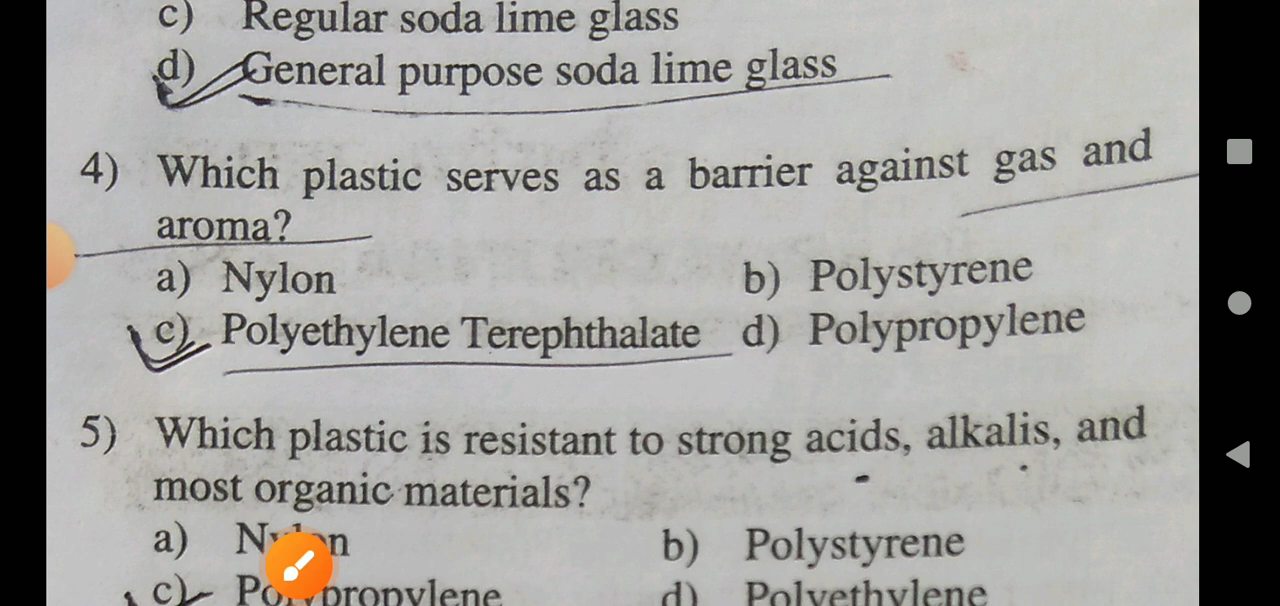 c) Regular soda lime glass
d) General purpose soda lime glass
4) Which plastic serves as a barrier against gas and
aroma?
a) Nylon b) Polystyrene
c) Polyethylene Terephthalate d) Polypropylene
5) Which plastic is resistant to strong acids, alkalis, and
most organic materials?
a) Nylon b) Polystyrene
c) Polypropylene d) Polyethylene